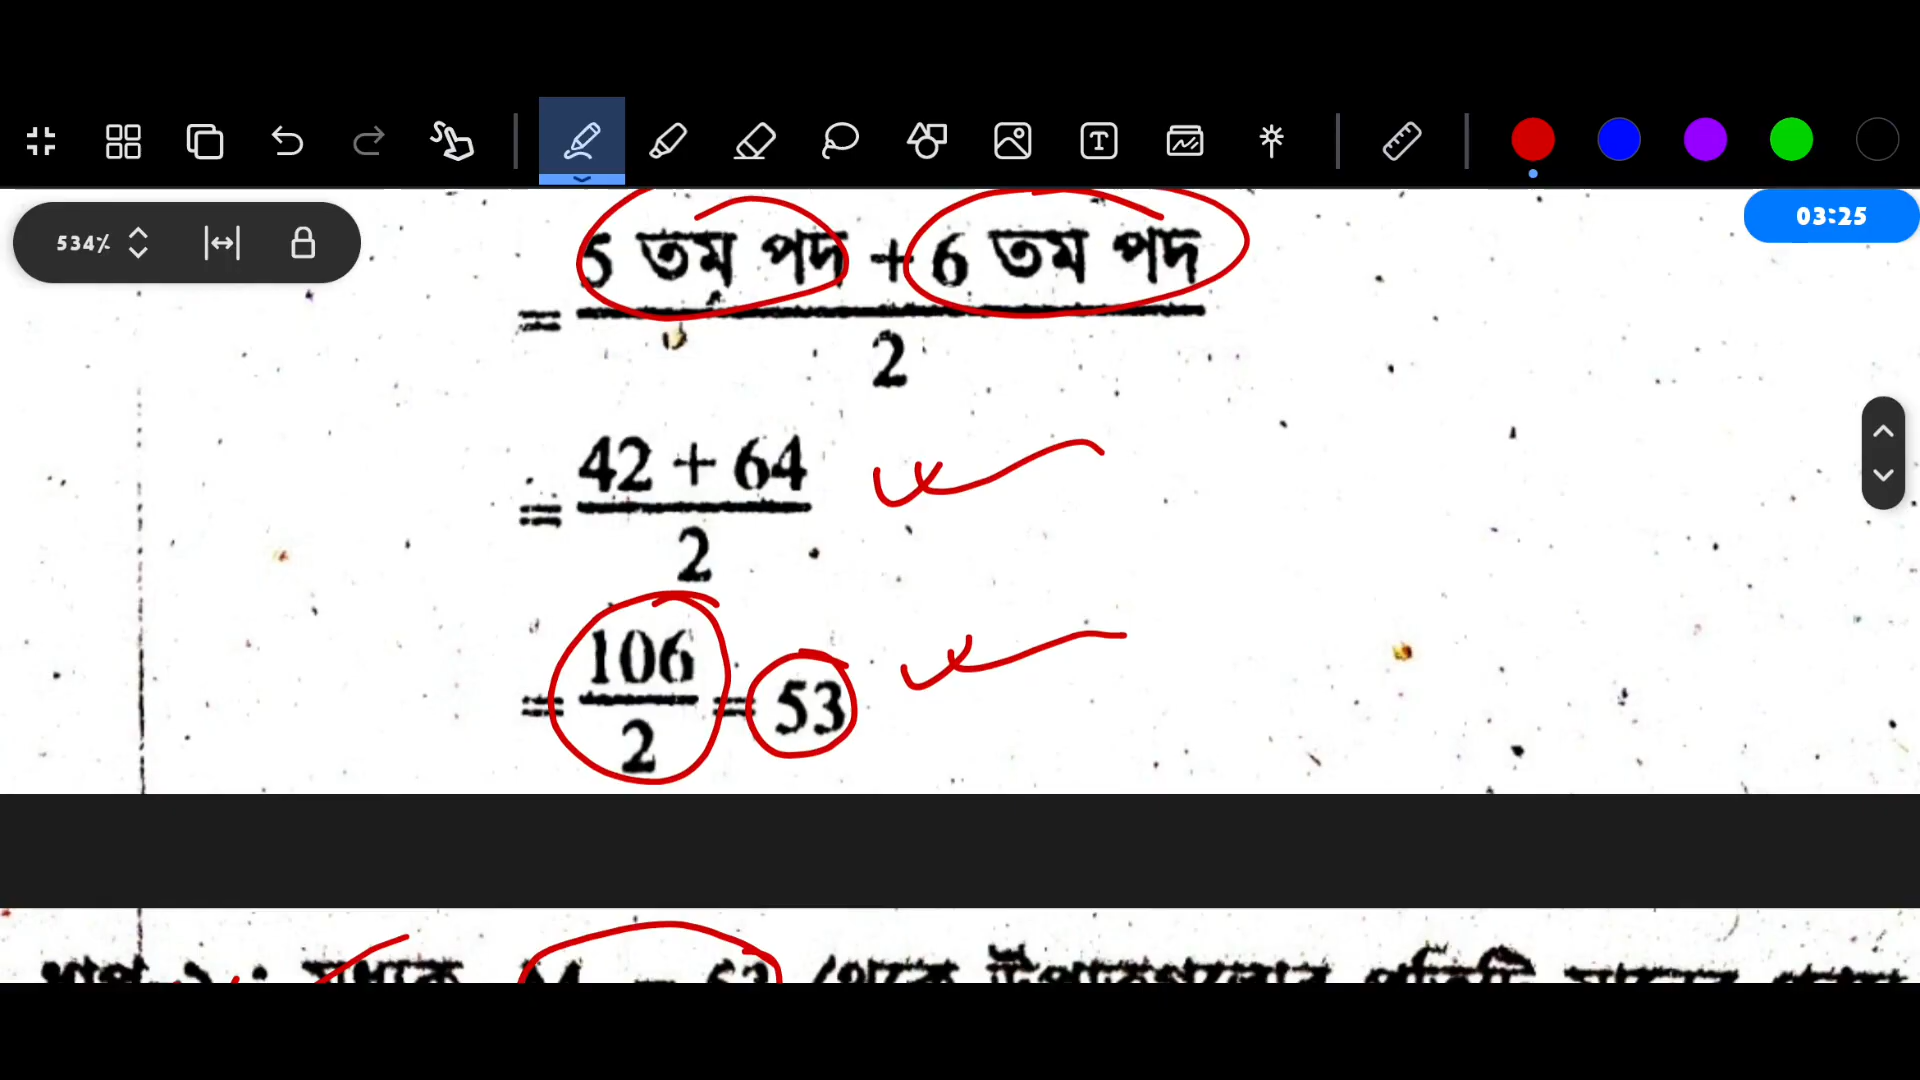 534%
03:25
5 তম পদ + 6 তম পদ
=
2
42 + 64
=
2
106
= = 53
2